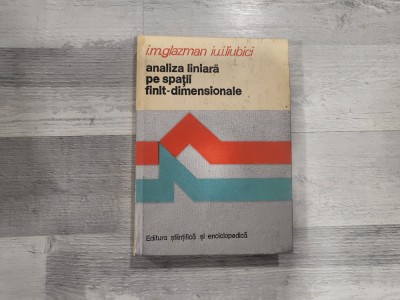 i.m.glazman iu.i.liubici
analiza liniară
pe spații
finit-dimensionale
Editura științifică și enciclopedică